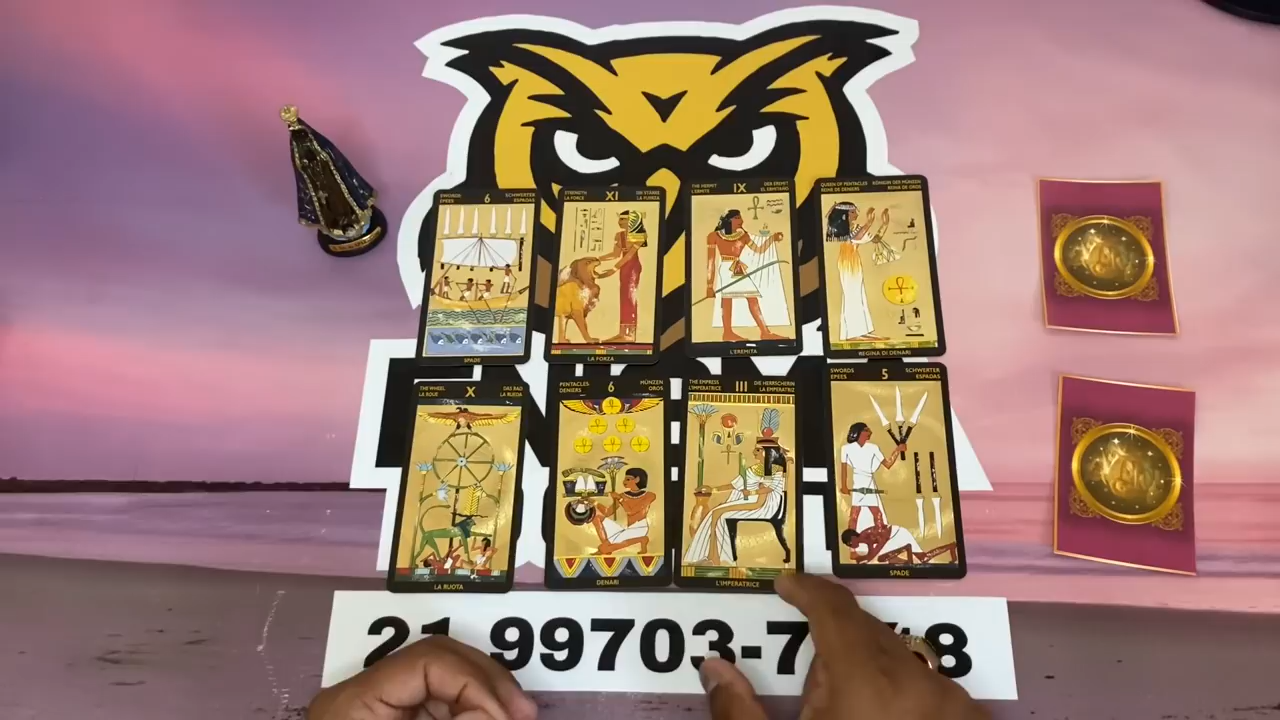 SWORDS EPEES 6 SCHWERTER ESPADAS
SPADE
STRENGTH LA FORCE XI DIE STÄRKE LA FUERZA
LA FORZA
THE HERMIT L'ERMITE IX DER EREMIT EL ERMITAÑO
L'EREMITA
QUEEN OF PENTACLES REINE DE DENIERS KÖNIGIN DER MÜNZEN REINA DE OROS
REGINA DI DENARI
THE WHEEL LA ROUE X DAS RAD LA RUEDA
LA RUOTA
PENTACLES DENIERS 6 MÜNZEN OROS
DENARI
THE EMPRESS L'IMPERATRICE III DIE HERRSCHERIN LA EMPERATRIZ
L'IMPERATRICE
SWORDS EPEES 5 SCHWERTER ESPADAS
SPADE
21 99703-7
8